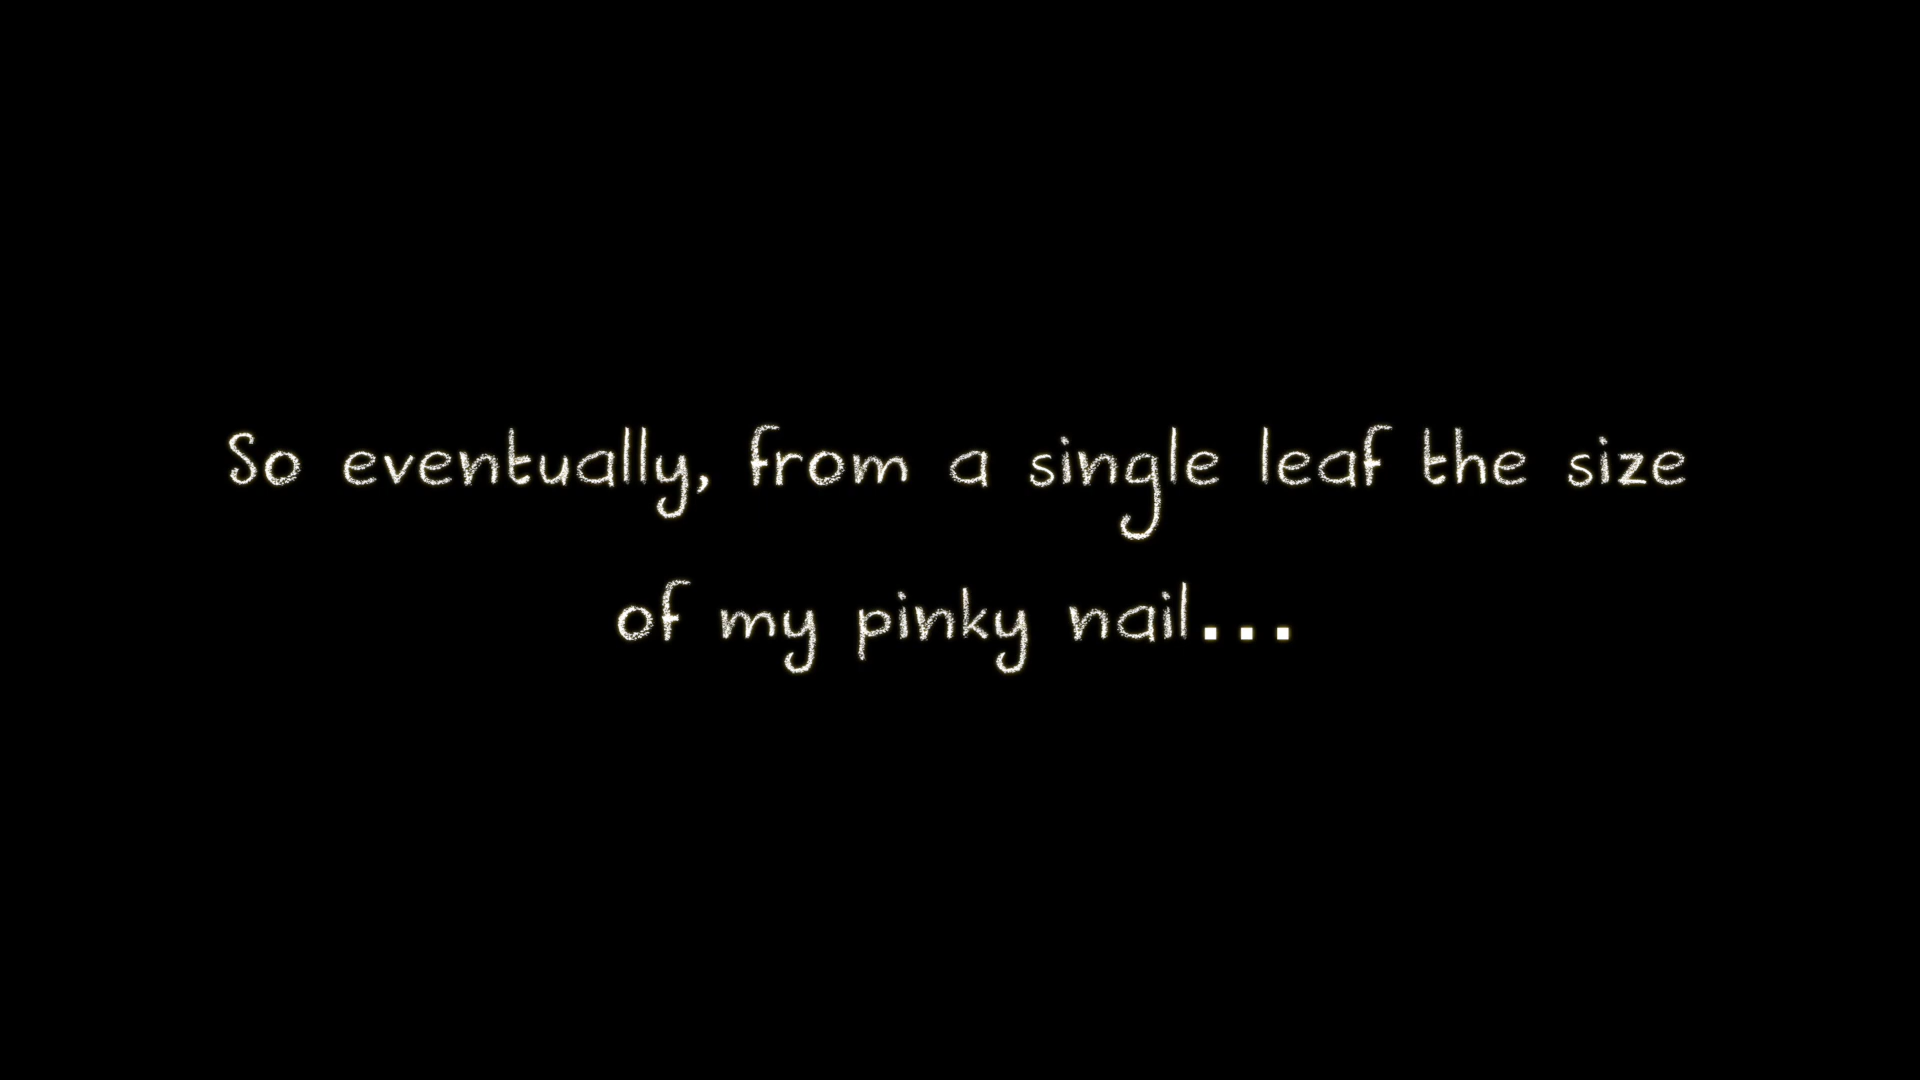 So eventually, from a single leaf the size
of my pinky nail...